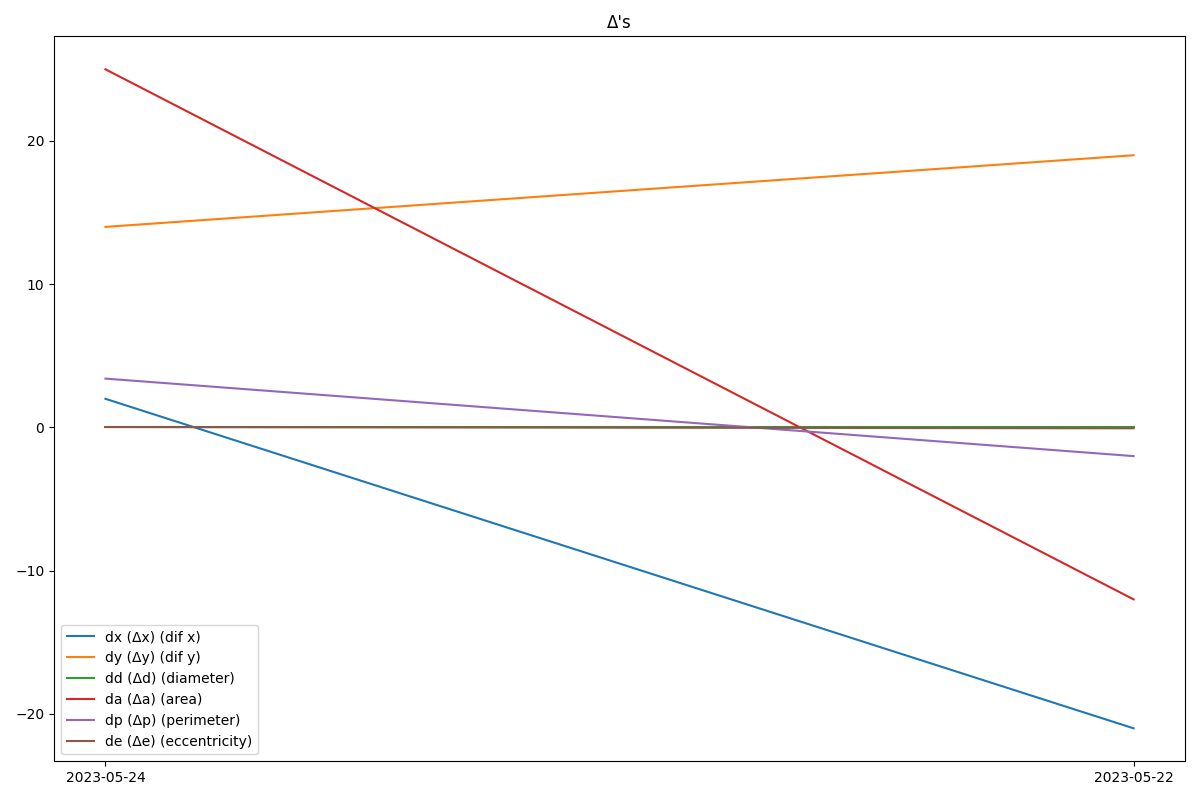 Δ's
20
10
0
−10
−20
dx (Δx) (dif x)
dy (Δy) (dif y)
dd (Δd) (diameter)
da (Δa) (area)
dp (Δp) (perimeter)
de (Δe) (eccentricity)
2023-05-24
2023-05-22